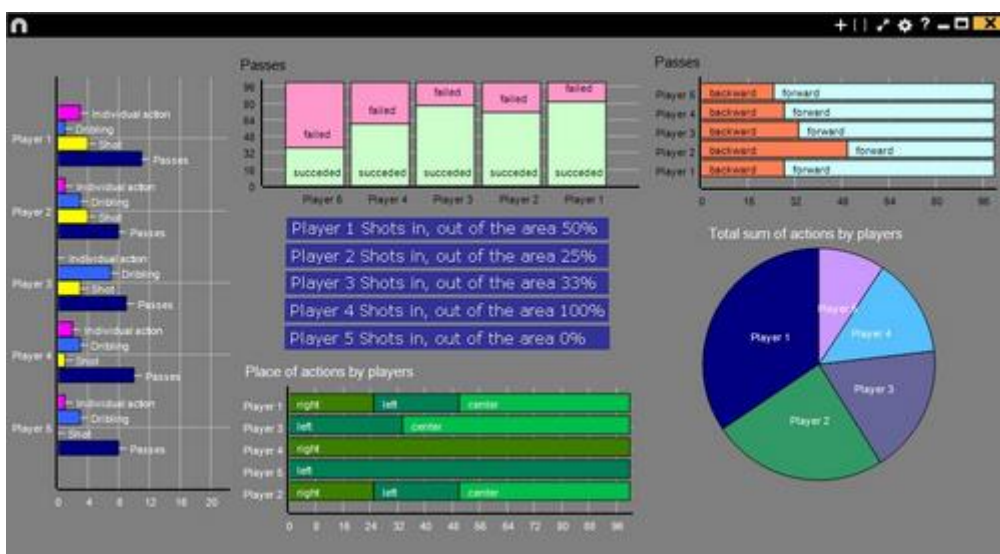 Player 1
Individual action
Dribling
Shot
Passes
Player 2
Individual action
Dribling
Shot
Passes
Player 3
Individual action
Dribling
Shot
Passes
Player 4
Individual action
Dribling
Shot
Passes
Player 5
Individual action
Dribling
Shot
Passes
0 4 8 12 16 20
Passes
96
80
64
48
32
16
0
failed failed failed failed failed
succeded succeded succeded succeded succeded
Player 5 Player 4 Player 3 Player 2 Player 1
Player 1 Shots in, out of the area 50%
Player 2 Shots in, out of the area 25%
Player 3 Shots in, out of the area 33%
Player 4 Shots in, out of the area 100%
Player 5 Shots in, out of the area 0%
Place of actions by players
Player 1 right left center
Player 3 left center
Player 4 right
Player 5 left
Player 2 right left center
0 8 16 24 32 40 48 56 64 72 80 88 96
Passes
Player 5 backward forward
Player 4 backward forward
Player 3 backward forward
Player 2 backward forward
Player 1 backward forward
0 16 32 48 64 80 96
Total sum of actions by players
Player 1
Player 2
Player 3
Player 4
Player 5